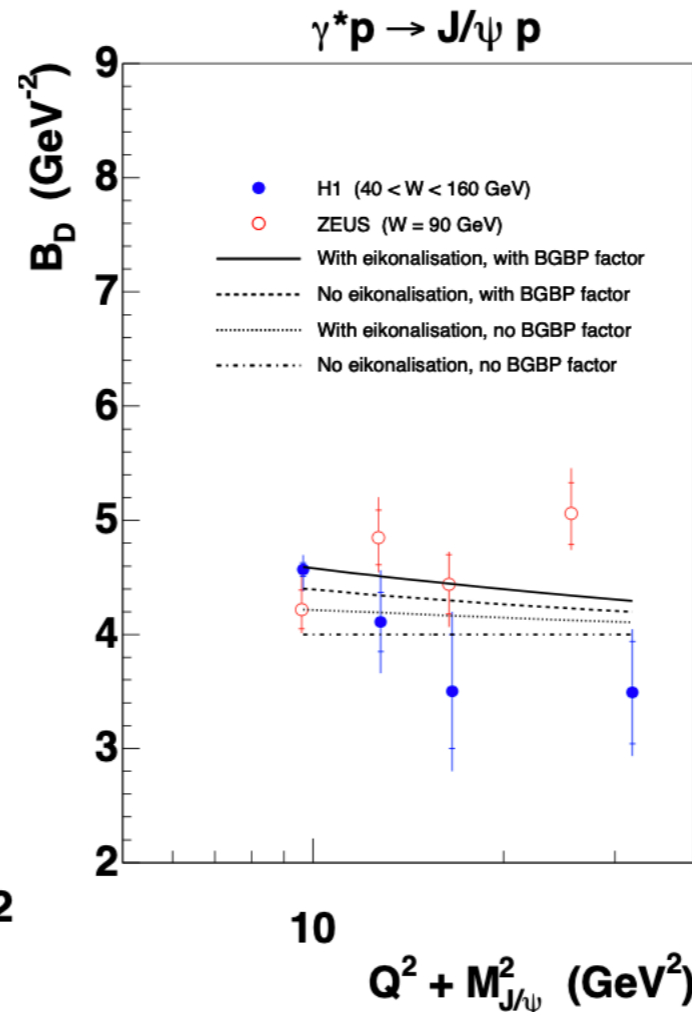 γ*p → J/ψ p
B_D (GeV^-2)
9
8
7
6
5
4
3
2
H1 (40 < W < 160 GeV)
ZEUS (W = 90 GeV)
With eikonalisation, with BGBP factor
No eikonalisation, with BGBP factor
With eikonalisation, no BGBP factor
No eikonalisation, no BGBP factor
2
10
Q^2 + M^2_J/ψ (GeV^2)